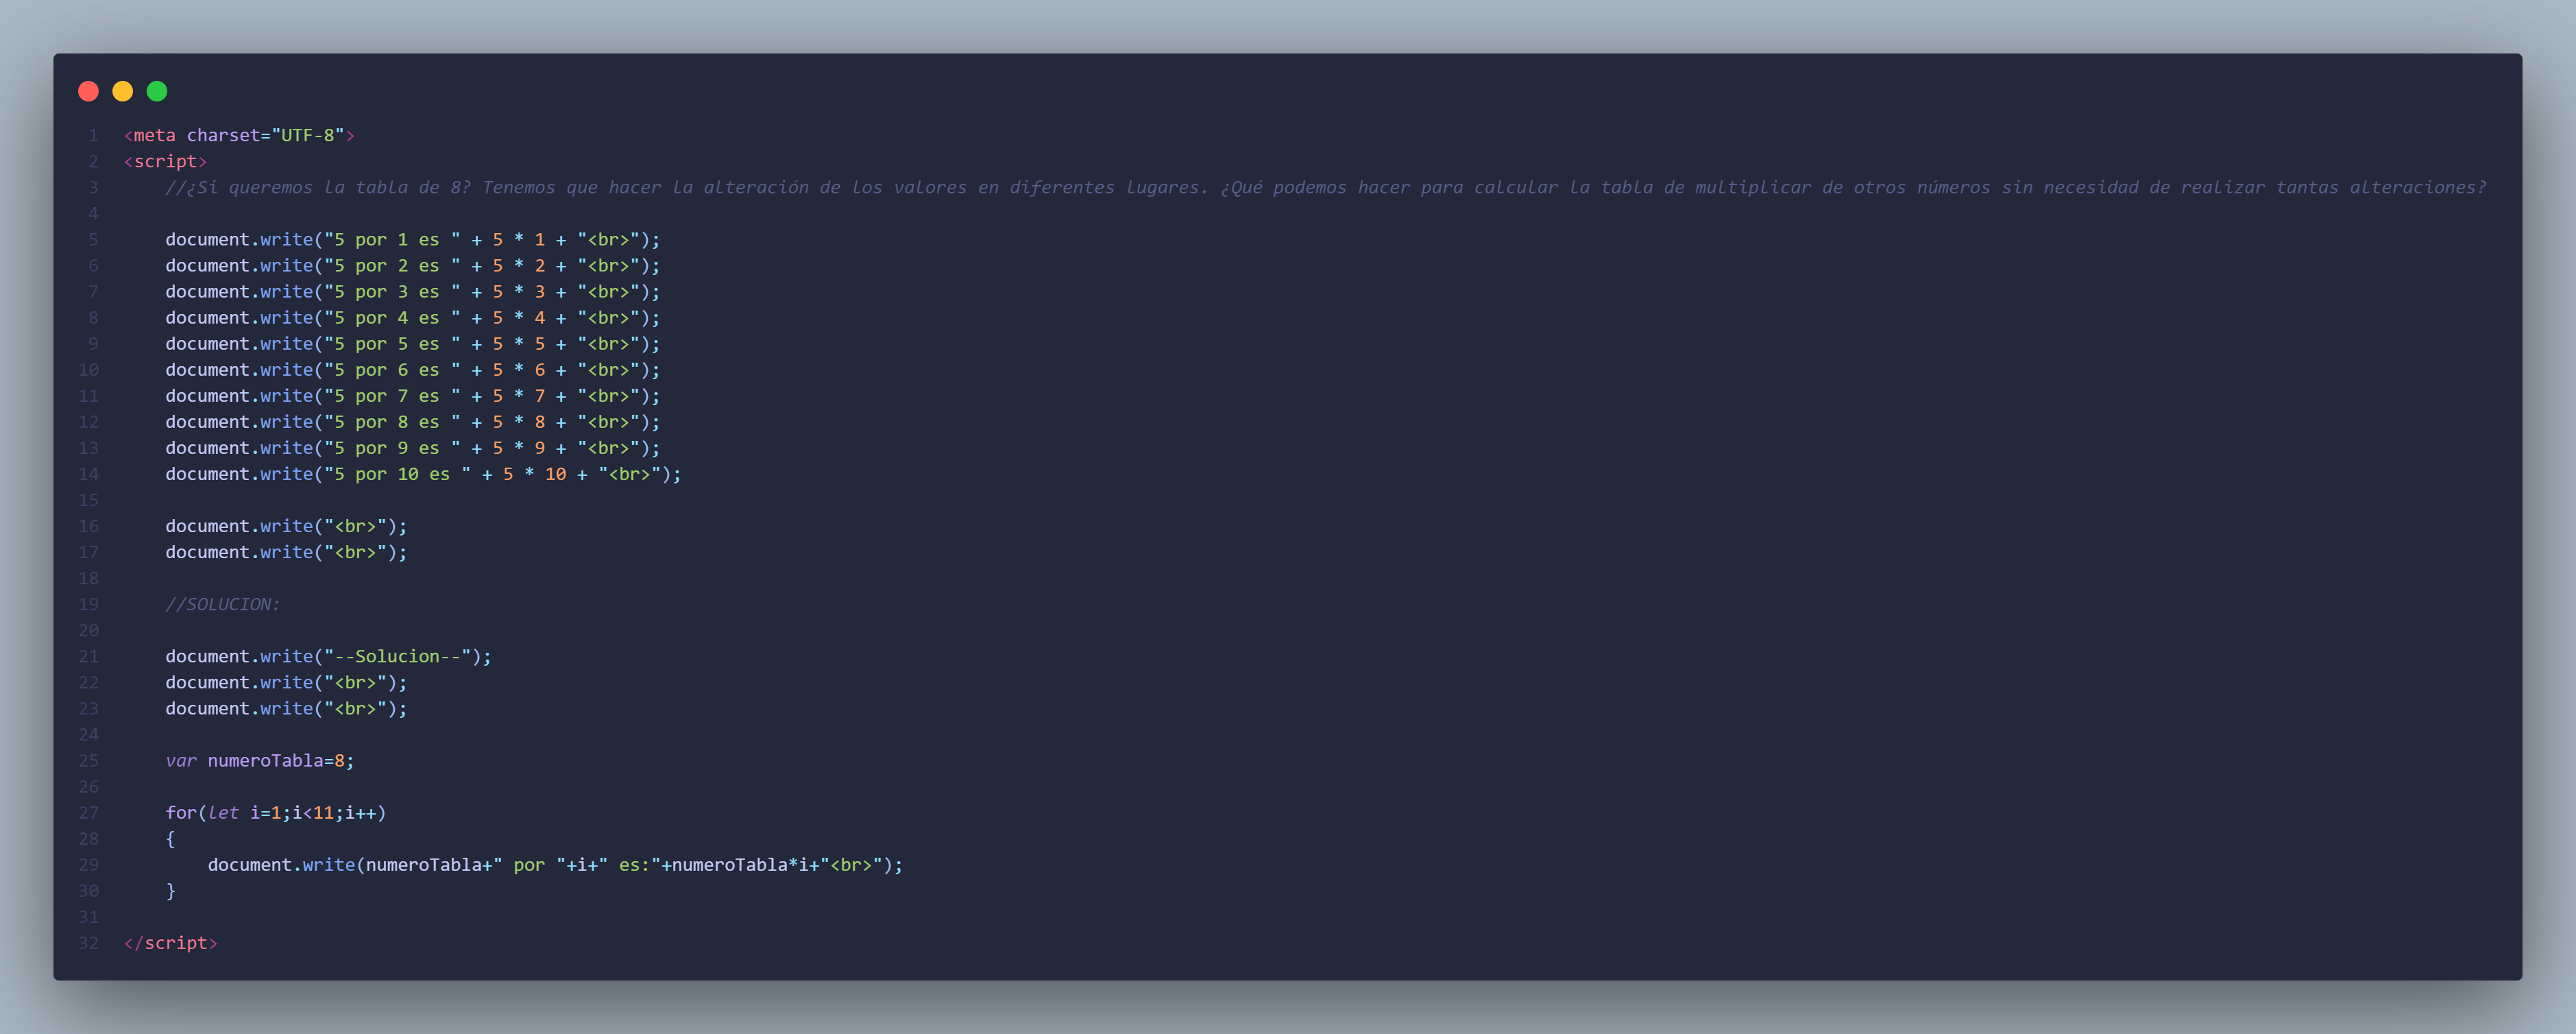 1 <meta charset="UTF-8">
2 <script>
3     //¿Si queremos la tabla de 8? Tenemos que hacer la alteración de los valores en diferentes lugares. ¿Qué podemos hacer para calcular la tabla de multiplicar de otros números sin necesidad de realizar tantas alteraciones?
4
5     document.write("5 por 1 es " + 5 * 1 + "<br>");
6     document.write("5 por 2 es " + 5 * 2 + "<br>");
7     document.write("5 por 3 es " + 5 * 3 + "<br>");
8     document.write("5 por 4 es " + 5 * 4 + "<br>");
9     document.write("5 por 5 es " + 5 * 5 + "<br>");
10     document.write("5 por 6 es " + 5 * 6 + "<br>");
11     document.write("5 por 7 es " + 5 * 7 + "<br>");
12     document.write("5 por 8 es " + 5 * 8 + "<br>");
13     document.write("5 por 9 es " + 5 * 9 + "<br>");
14     document.write("5 por 10 es " + 5 * 10 + "<br>");
15
16     document.write("<br>");
17     document.write("<br>");
18
19     //SOLUCION:
20
21     document.write("--Solucion--");
22     document.write("<br>");
23     document.write("<br>");
24
25     var numeroTabla=8;
26
27     for(let i=1;i<11;i++)
28     {
29         document.write(numeroTabla+" por "+i+" es:"+numeroTabla*i+"<br>");
30     }
31
32 </script>